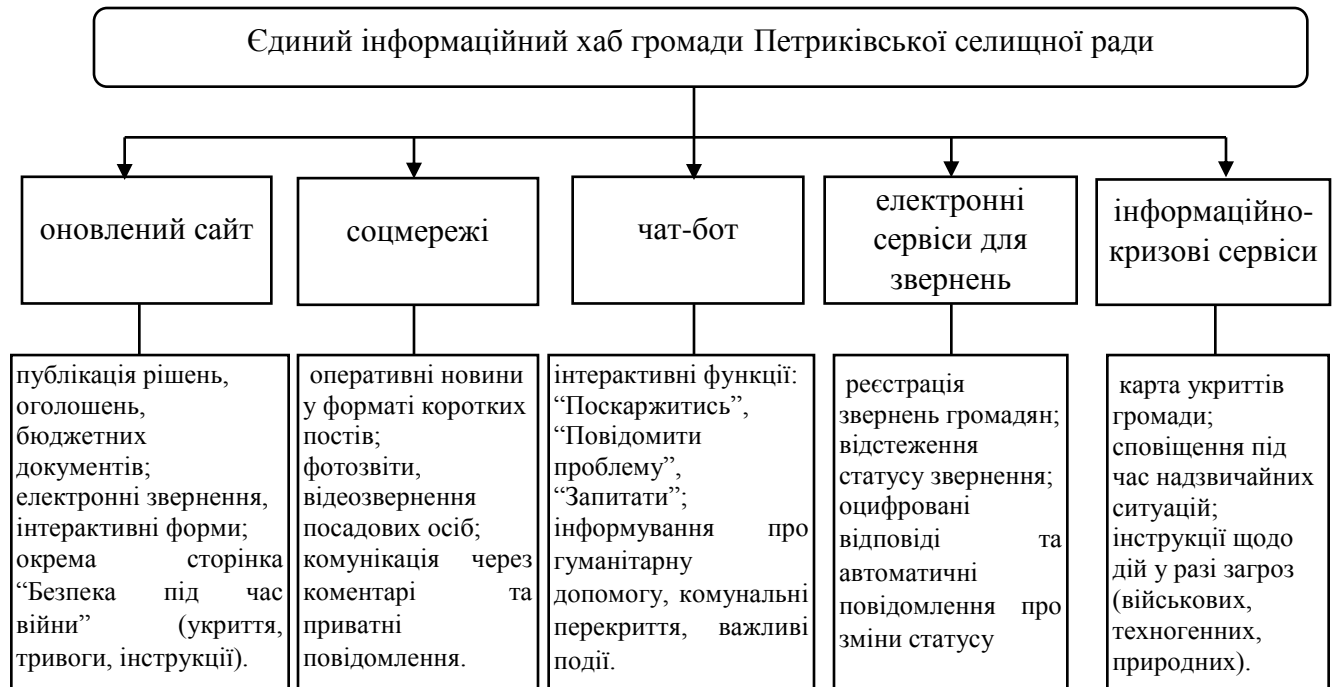 Єдиний інформаційний хаб громади Петриківської селищної ради
оновлений сайт
соцмережі
чат-бот
електронні
сервіси для
звернень
інформаційно-
кризові сервіси
публікація рішень,
оголошень,
бюджетних
документів;
електронні звернення,
інтерактивні форми;
окрема сторінка
“Безпека під час
війни” (укриття,
тривоги, інструкції).
оперативні новини
у форматі коротких
постів;
фотозвіти,
відеозвернення
посадових осіб;
комунікація через
коментарі та
приватні
повідомлення.
інтерактивні функції:
“Поскаржитись”,
“Повідомити
проблему”,
“Запитати”;
інформування про
гуманітарну
допомогу, комунальні
перекриття, важливі
події.
реєстрація
звернень громадян;
відстеження
статусу звернення;
оцифровані
відповіді та
автоматичні
повідомлення про
зміни статусу
карта укриттів
громади;
сповіщення під
час надзвичайних
ситуацій;
інструкції щодо
дій у разі загроз
(військових,
техногенних,
природних).